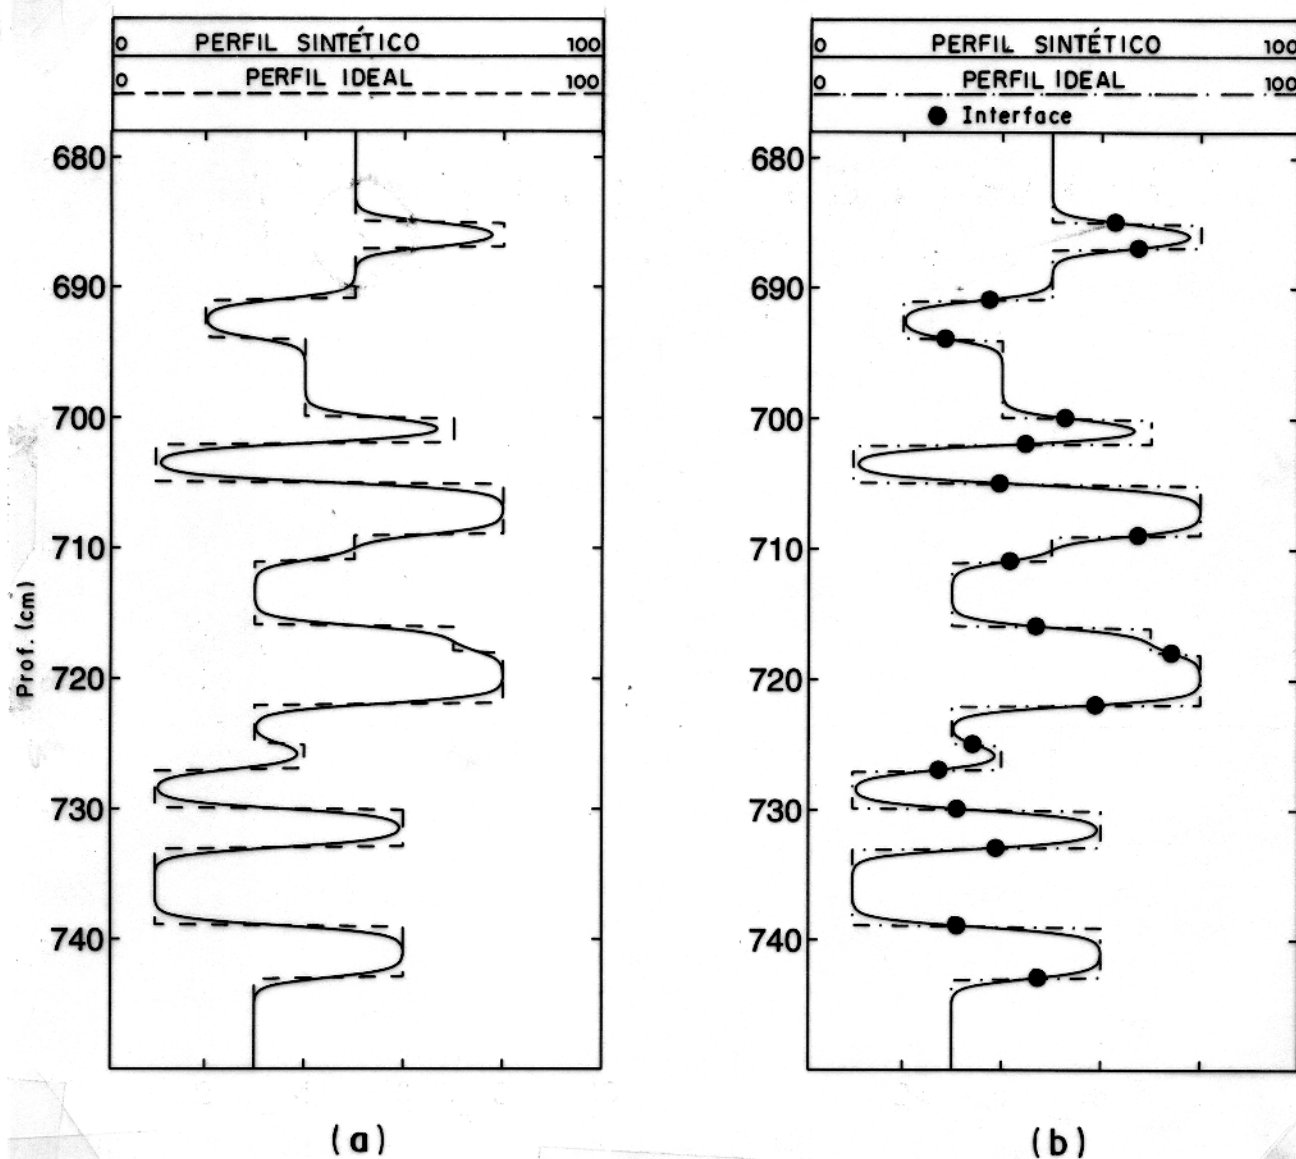 0 PERFIL SINTÉTICO 100
0 PERFIL IDEAL 100
680
690
700
710
720
730
740
Prof. (cm)
(a)
0 PERFIL SINTÉTICO 100
0 PERFIL IDEAL 100
Interface
680
690
700
710
720
730
740
(b)